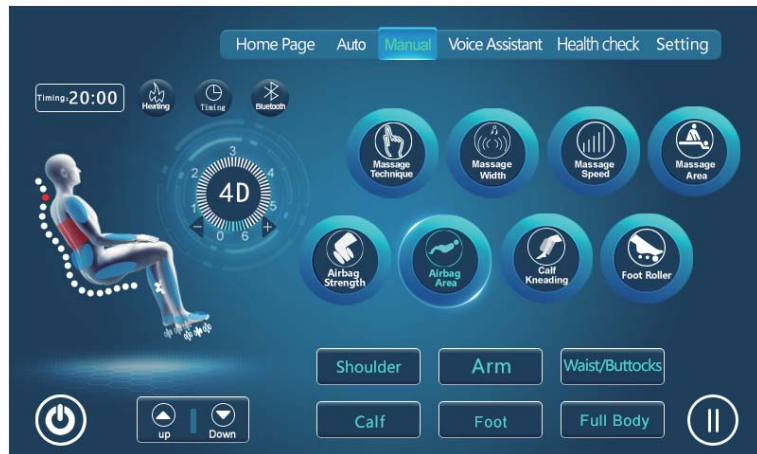 Home Page Auto Manual Voice Assistant Health check Setting
Timing:20:00
Heating
Timing
Bluetooth
3
2 4
4D
1 5
- 0 6 +
Massage
Technique
Massage
Width
Massage
Speed
Massage
Area
Airbag
Strength
Airbag
Area
Calf
Kneading
Foot Roller
Shoulder Arm Waist/Buttocks
Calf Foot Full Body
up Down